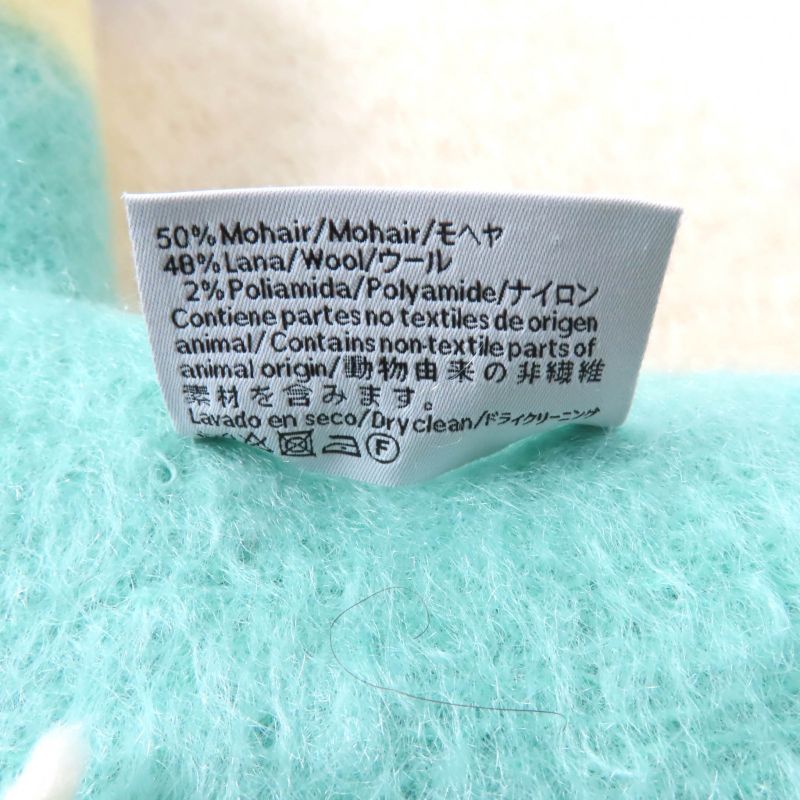 50% Mohair/Mohair/モヘヤ
48% Lana/Wool/ウール
2% Poliamida/Polyamide/ナイロン
Contiene partes no textiles de origen
animal/Contains non-textile parts of
animal origin/動物由来の非繊維
素材を含みます。
Lavado en seco/Dry clean/ドライクリーニング
F